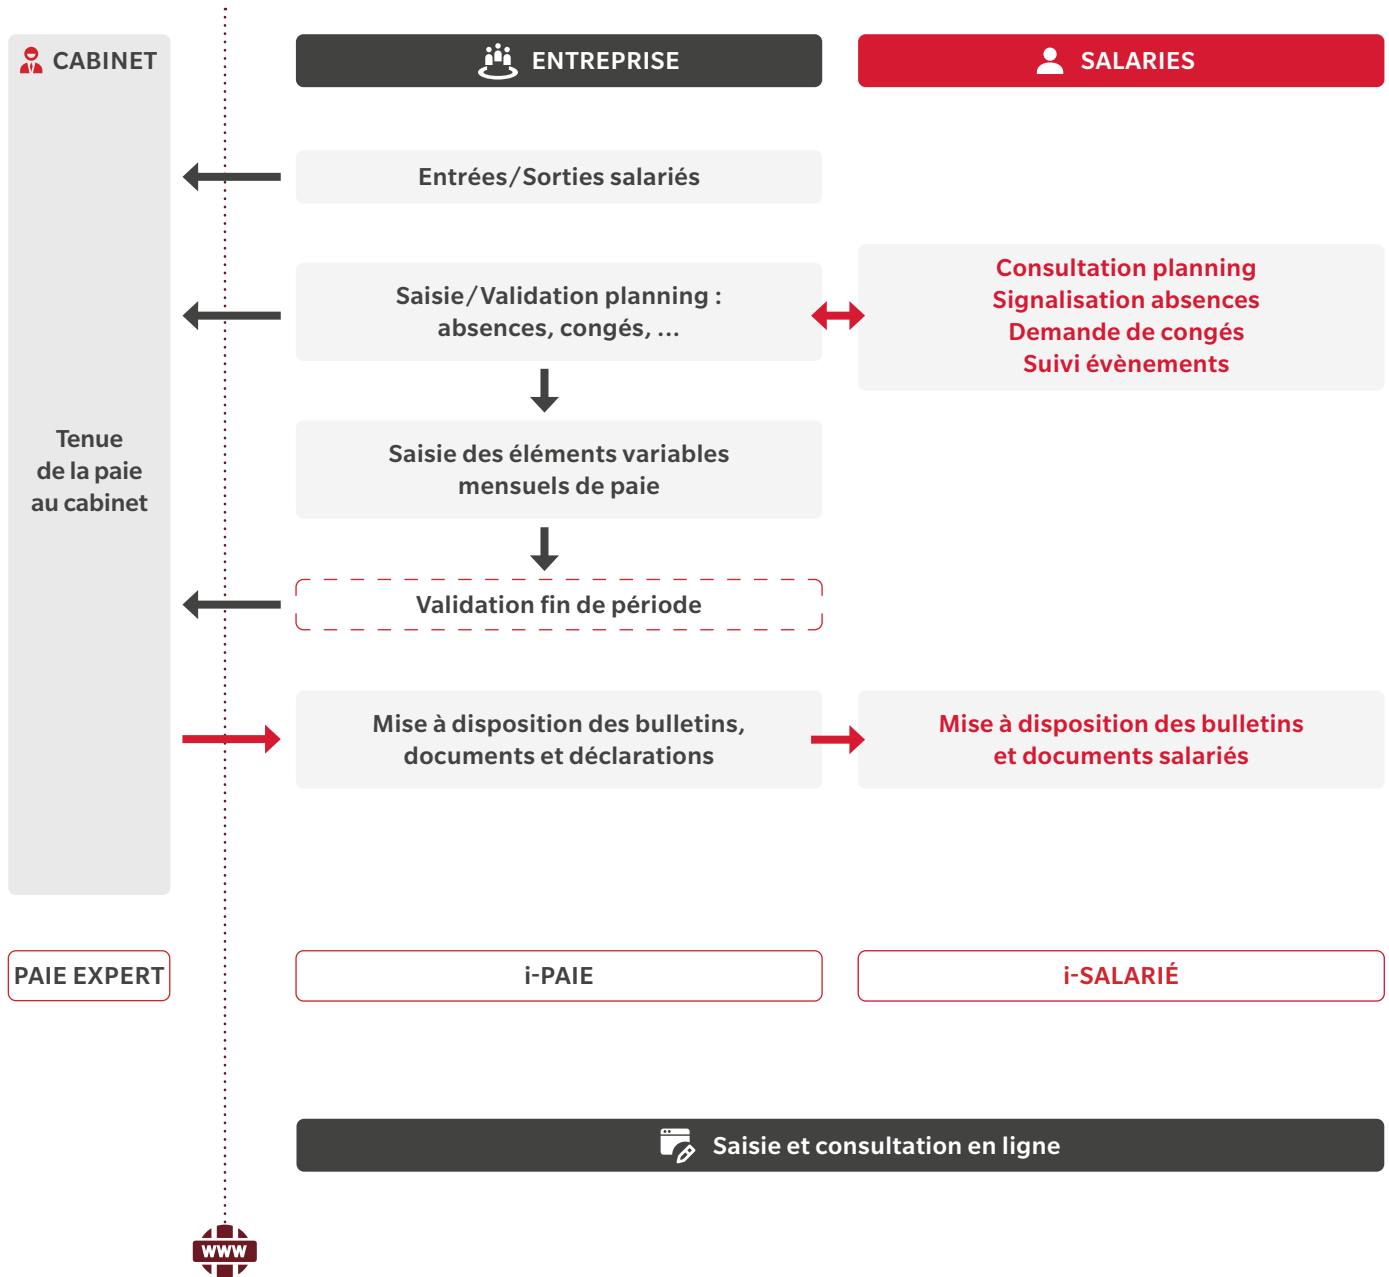 CABINET
ENTREPRISE
SALARIES
Entrées/Sorties salariés
Saisie/Validation planning :
absences, congés, ...
Consultation planning
Signalisation absences
Demande de congés
Suivi évènements
Tenue
de la paie
au cabinet
Saisie des éléments variables
mensuels de paie
Validation fin de période
Mise à disposition des bulletins,
documents et déclarations
Mise à disposition des bulletins
et documents salariés
PAIE EXPERT
i-PAIE
i-SALARIÉ
Saisie et consultation en ligne
WWW